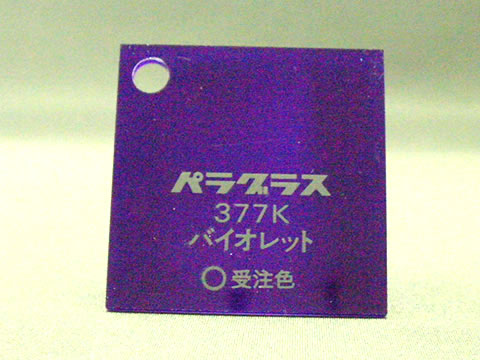 パラグラス
377K
バイオレット
○受注色